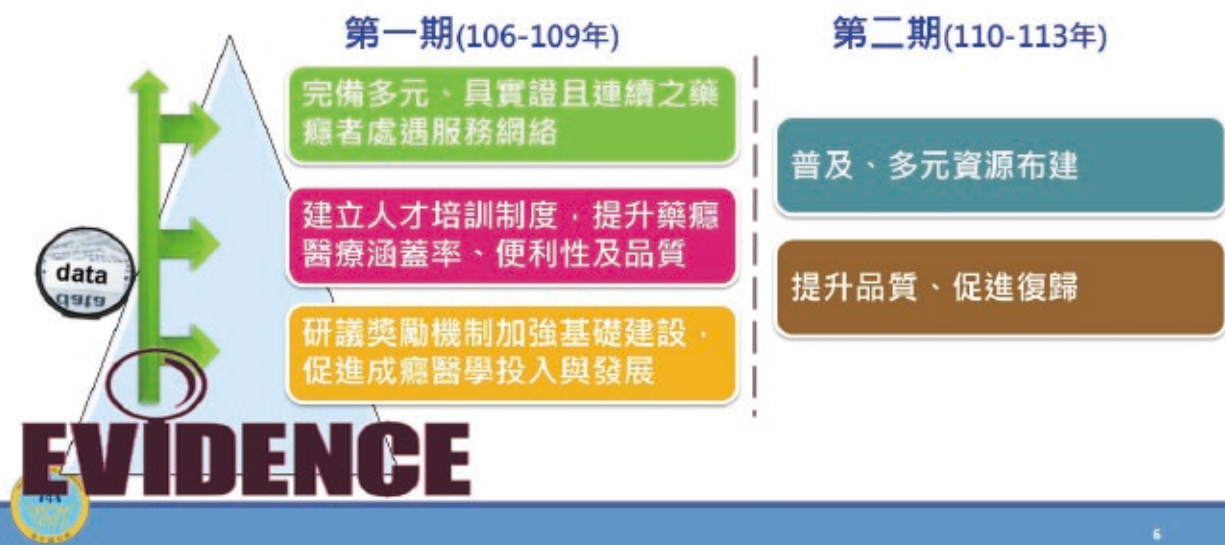 第一期(106-109年)
完備多元、具實證且連續之藥
癮者處遇服務網絡
建立人才培訓制度，提升藥癮
醫療涵蓋率、便利性及品質
研議獎勵機制加強基礎建設，
促進成癮醫學投入與發展
第二期(110-113年)
普及、多元資源布建
提升品質、促進復歸
data
data
EVIDENCE
6